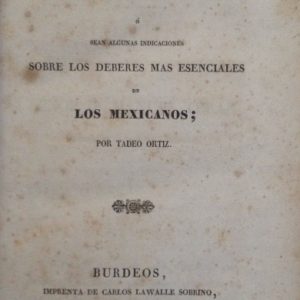 ó
SEAN ALGUNAS INDICACIONES
SOBRE LOS DEBERES MAS ESENCIALES
DE
LOS MEXICANOS;
POR TADEO ORTIZ.
BURDEOS,
IMPRENTA DE CARLOS LAWALLE SOBRINO,